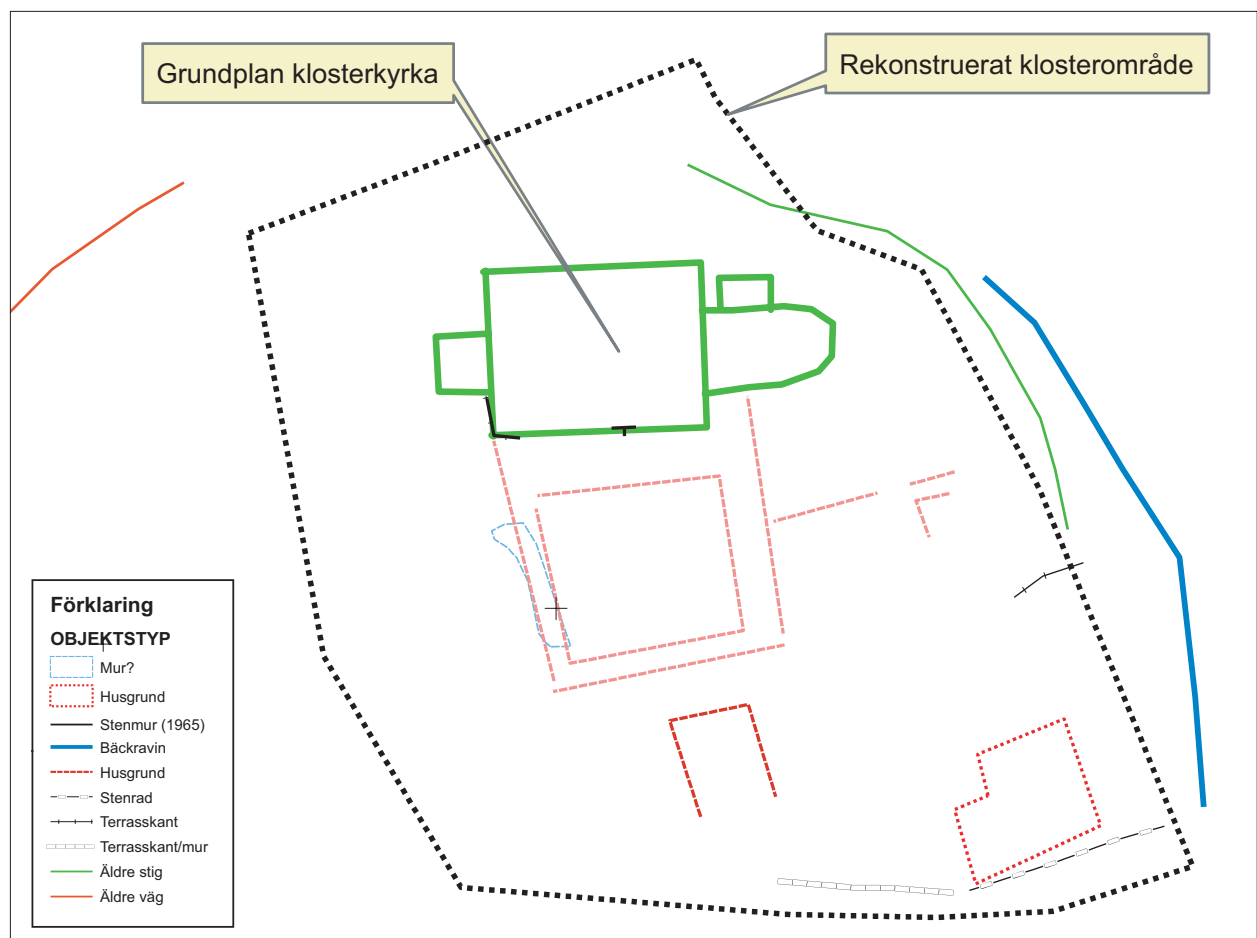 Grundplan klosterkyrka
Rekonstruerat klosterområde
Förklaring
OBJEKTSTYP
Mur?
Husgrund
Stenmur (1965)
Bäckravin
Husgrund
Stenrad
Terrasskant
Terrasskant/mur
Äldre stig
Äldre väg